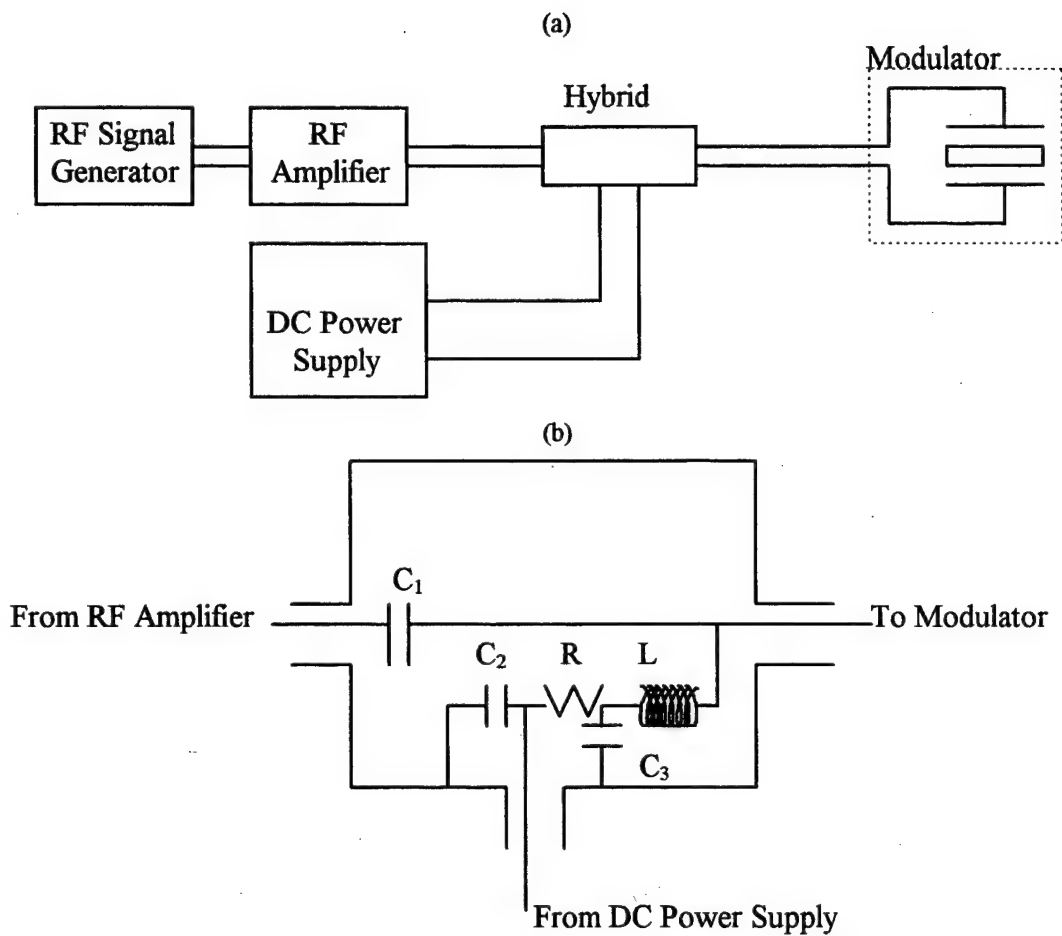 (a)
Modulator
Hybrid
RF Signal
Generator
RF
Amplifier
DC Power
Supply
(b)
C1
From RF Amplifier
To Modulator
C2
R
L
C3
From DC Power Supply